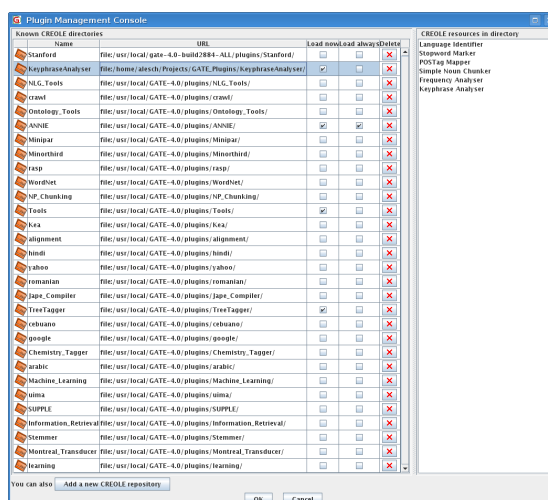 Plugin Management Console
Known CREOLE directories
Name URL Load now Load always Delete
Stanford file:/usr/local/gate-4.0-build2884-ALL/plugins/Stanford/
KeyphraseAnalyser file:/home/alesch/Projects/GATE_Plugins/KeyphraseAnalyser/
NLG_Tools file:/usr/local/GATE-4.0/plugins/NLG_Tools/
crawl file:/usr/local/GATE-4.0/plugins/crawl/
Ontology_Tools file:/usr/local/GATE-4.0/plugins/Ontology_Tools/
ANNIE file:/usr/local/GATE-4.0/plugins/ANNIE/
Minipar file:/usr/local/GATE-4.0/plugins/Minipar/
Minorthird file:/usr/local/GATE-4.0/plugins/Minorthird/
rasp file:/usr/local/GATE-4.0/plugins/rasp/
WordNet file:/usr/local/GATE-4.0/plugins/WordNet/
NP_Chunking file:/usr/local/GATE-4.0/plugins/NP_Chunking/
Tools file:/usr/local/GATE-4.0/plugins/Tools/
Kea file:/usr/local/GATE-4.0/plugins/Kea/
alignment file:/usr/local/GATE-4.0/plugins/alignment/
hindi file:/usr/local/GATE-4.0/plugins/hindi/
yahoo file:/usr/local/GATE-4.0/plugins/yahoo/
romanian file:/usr/local/GATE-4.0/plugins/romanian/
Jape_Compiler file:/usr/local/GATE-4.0/plugins/Jape_Compiler/
TreeTagger file:/usr/local/GATE-4.0/plugins/TreeTagger/
cebuano file:/usr/local/GATE-4.0/plugins/cebuano/
google file:/usr/local/GATE-4.0/plugins/google/
Chemistry_Tagger file:/usr/local/GATE-4.0/plugins/Chemistry_Tagger/
arabic file:/usr/local/GATE-4.0/plugins/arabic/
Machine_Learning file:/usr/local/GATE-4.0/plugins/Machine_Learning/
uima file:/usr/local/GATE-4.0/plugins/uima/
SUPPLE file:/usr/local/GATE-4.0/plugins/SUPPLE/
Information_Retrieval file:/usr/local/GATE-4.0/plugins/Information_Retrieval/
Stemmer file:/usr/local/GATE-4.0/plugins/Stemmer/
Montreal_Transducer file:/usr/local/GATE-4.0/plugins/Montreal_Transducer/
learning file:/usr/local/GATE-4.0/plugins/learning/
You can also Add a new CREOLE repository
CREOLE resources in directory
Language Identifier
Stopword Marker
POSTag Mapper
Simple Noun Chunker
Frequency Analyser
Keyphrase Analyser
OK Cancel